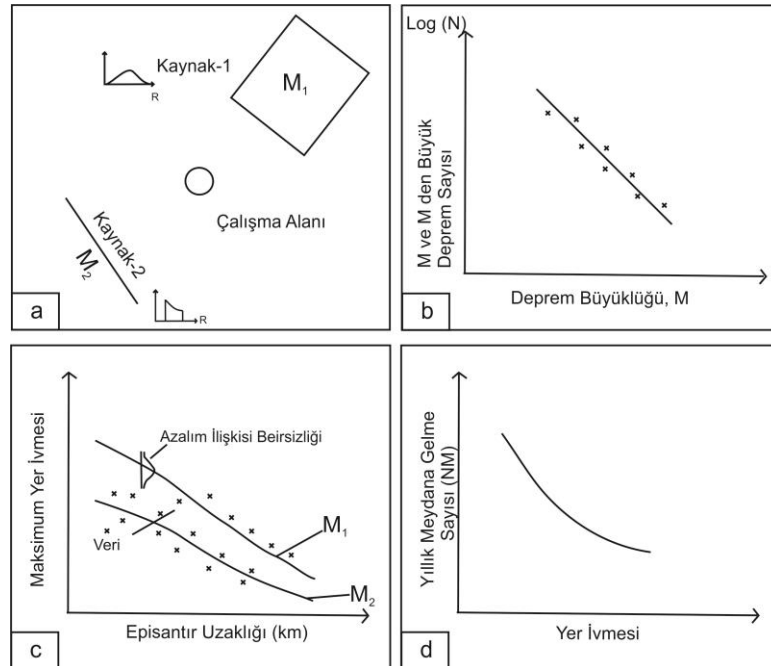 Kaynak-1
R
M₁
Çalışma Alanı
Kaynak-2
M₂
R
a
Log (N)
M ve M den Büyük
Deprem Sayısı
Deprem Büyüklüğü, M
b
Maksimum Yer İvmesi
Azalım İlişkisi Beirsizliği
Veri
M₁
M₂
Episantır Uzaklığı (km)
c
Yıllık Meydana Gelme
Sayısı (NM)
Yer İvmesi
d